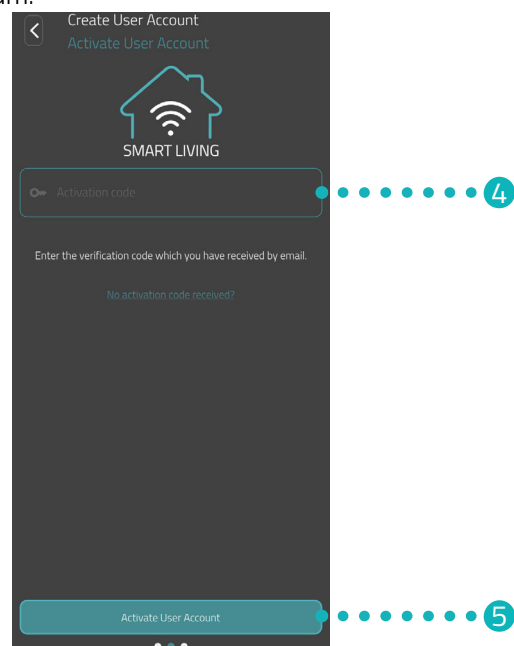 Create User Account
Activate User Account
SMART LIVING
Activation code
4
Enter the verification code which you have received by email.
No activation code received?
Activate User Account
5